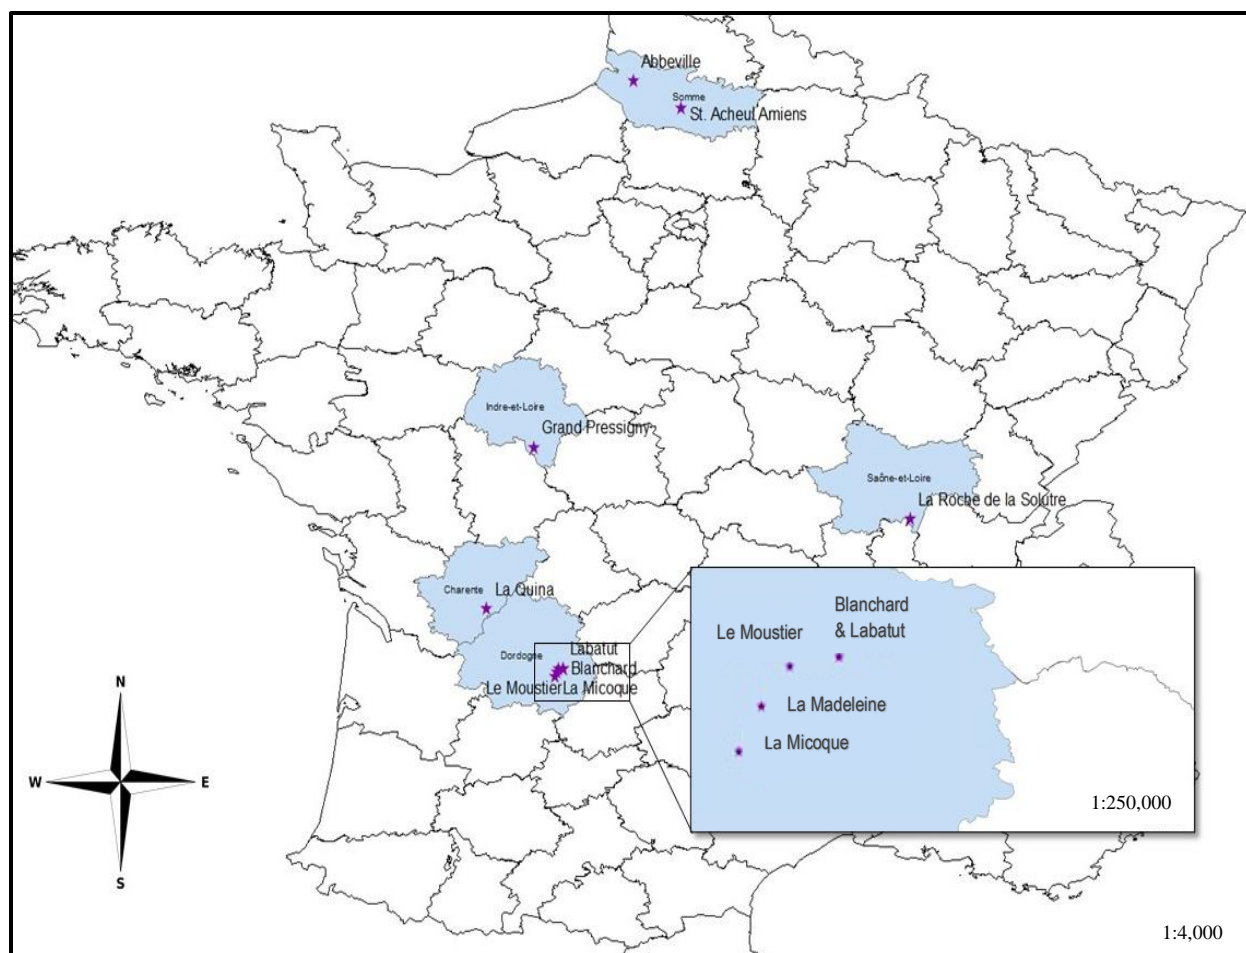 Abbeville
Somme
St. Acheul Amiens
Indre-et-Loire
Grand Pressigny
Saône-et-Loire
La Roche de la Solutre
Charente
La Quina
Dordogne
Labatut
Blanchard
Le Moustier La Micoque
Blanchard
& Labatut
Le Moustier
La Madeleine
La Micoque
1:250,000
N
W
E
S
1:4,000